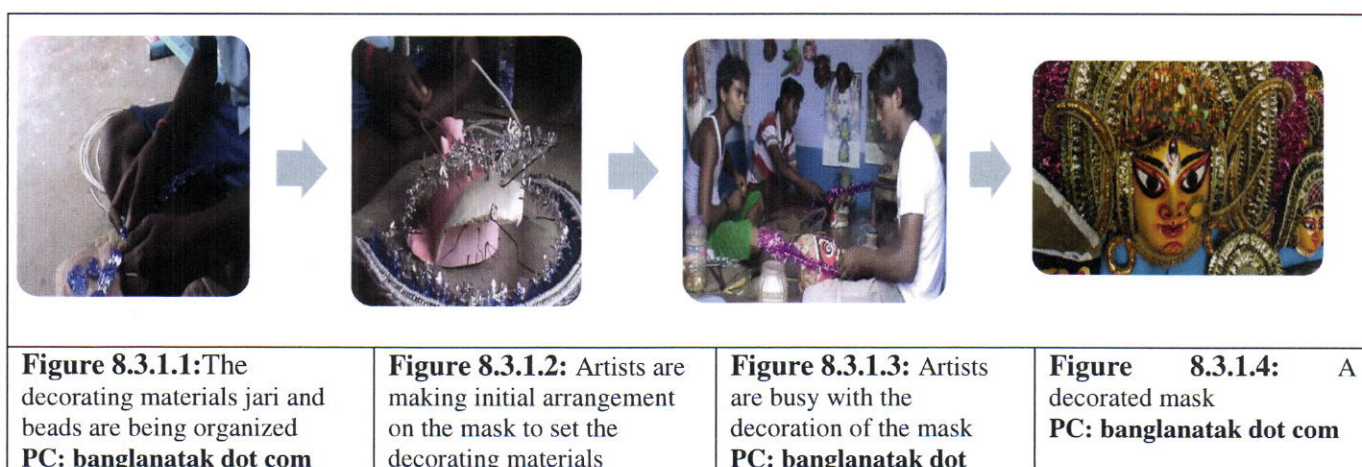 Figure 8.3.1.1:The
decorating materials jari and
beads are being organized
PC: banglanatak dot com
Figure 8.3.1.2: Artists are
making initial arrangement
on the mask to set the
decorating materials
Figure 8.3.1.3: Artists
are busy with the
decoration of the mask
PC: banglanatak dot
Figure 8.3.1.4: A
decorated mask
PC: banglanatak dot com